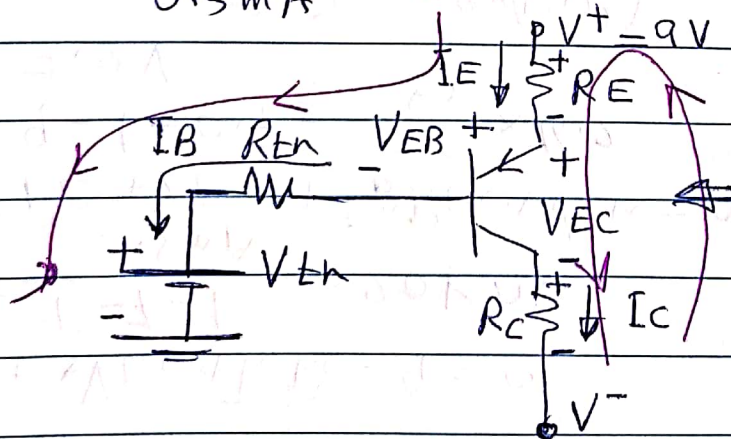 V+ = 9V
IE
+
RE
-
IB
Rth
VEB
+
-
+
VEC
-
+
Vth
-
+
RC
IC
-
V-